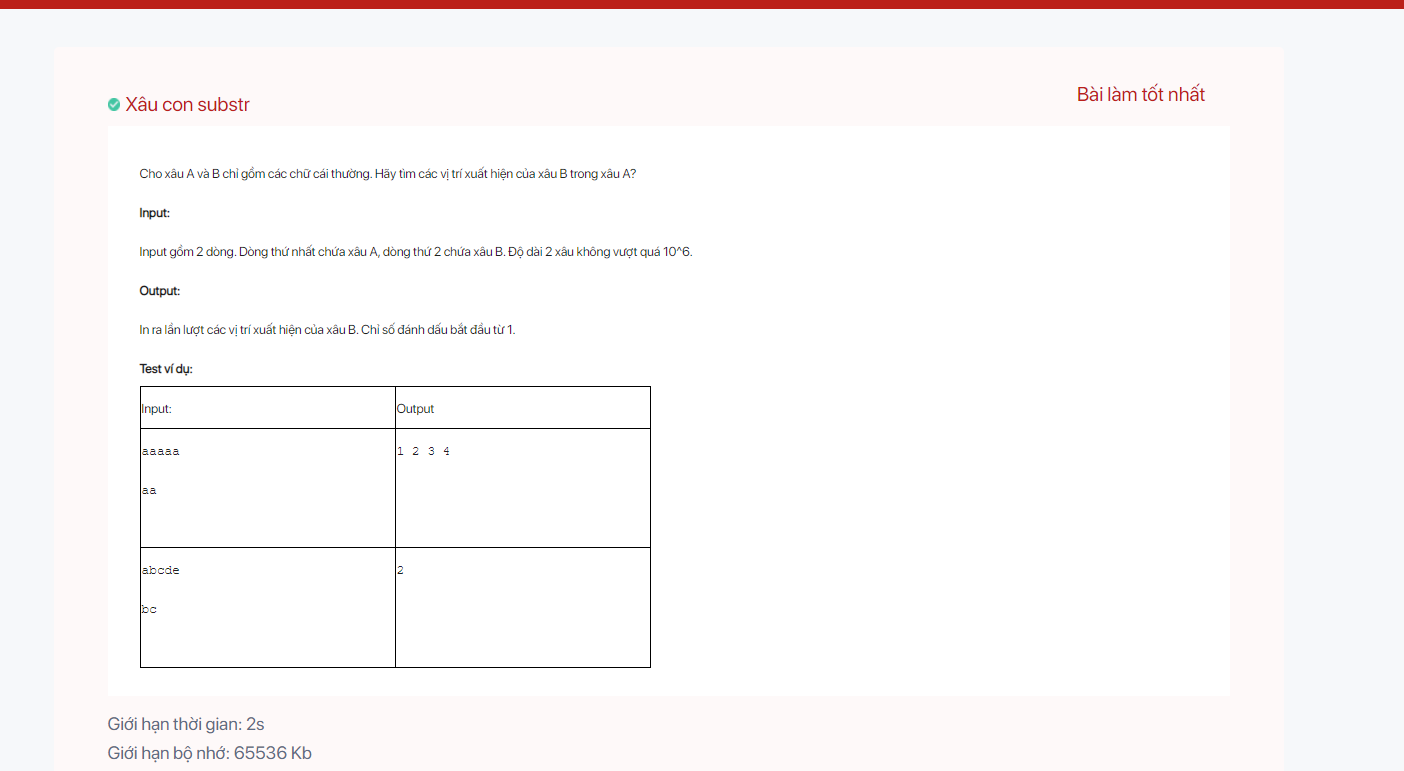 Xâu con substr
Bài làm tốt nhất
Cho xâu A và B chỉ gồm các chữ cái thường. Hãy tìm các vị trí xuất hiện của xâu B trong xâu A?
Input:
Input gồm 2 dòng. Dòng thứ nhất chứa xâu A, dòng thứ 2 chứa xâu B. Độ dài 2 xâu không vượt quá 10^6.
Output:
In ra lần lượt các vị trí xuất hiện của xâu B. Chỉ số đánh dấu bắt đầu từ 1.
Test ví dụ:
Input: Output
aaaaa 1 2 3 4
aa
abcde 2
bc
Giới hạn thời gian: 2s
Giới hạn bộ nhớ: 65536 Kb